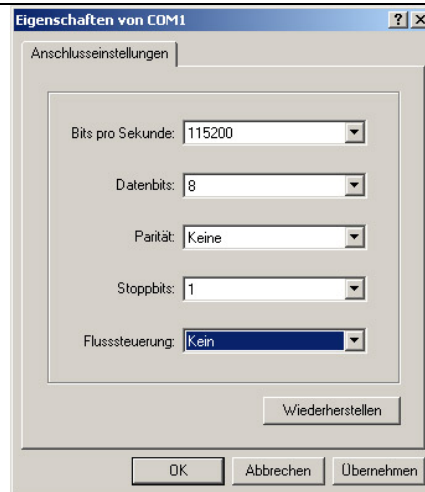 Eigenschaften von COM1
Anschlusseinstellungen
Bits pro Sekunde: 115200
Datenbits: 8
Parität: Keine
Stoppbits: 1
Flusssteuerung: Kein
Wiederherstellen
OK Abbrechen Übernehmen